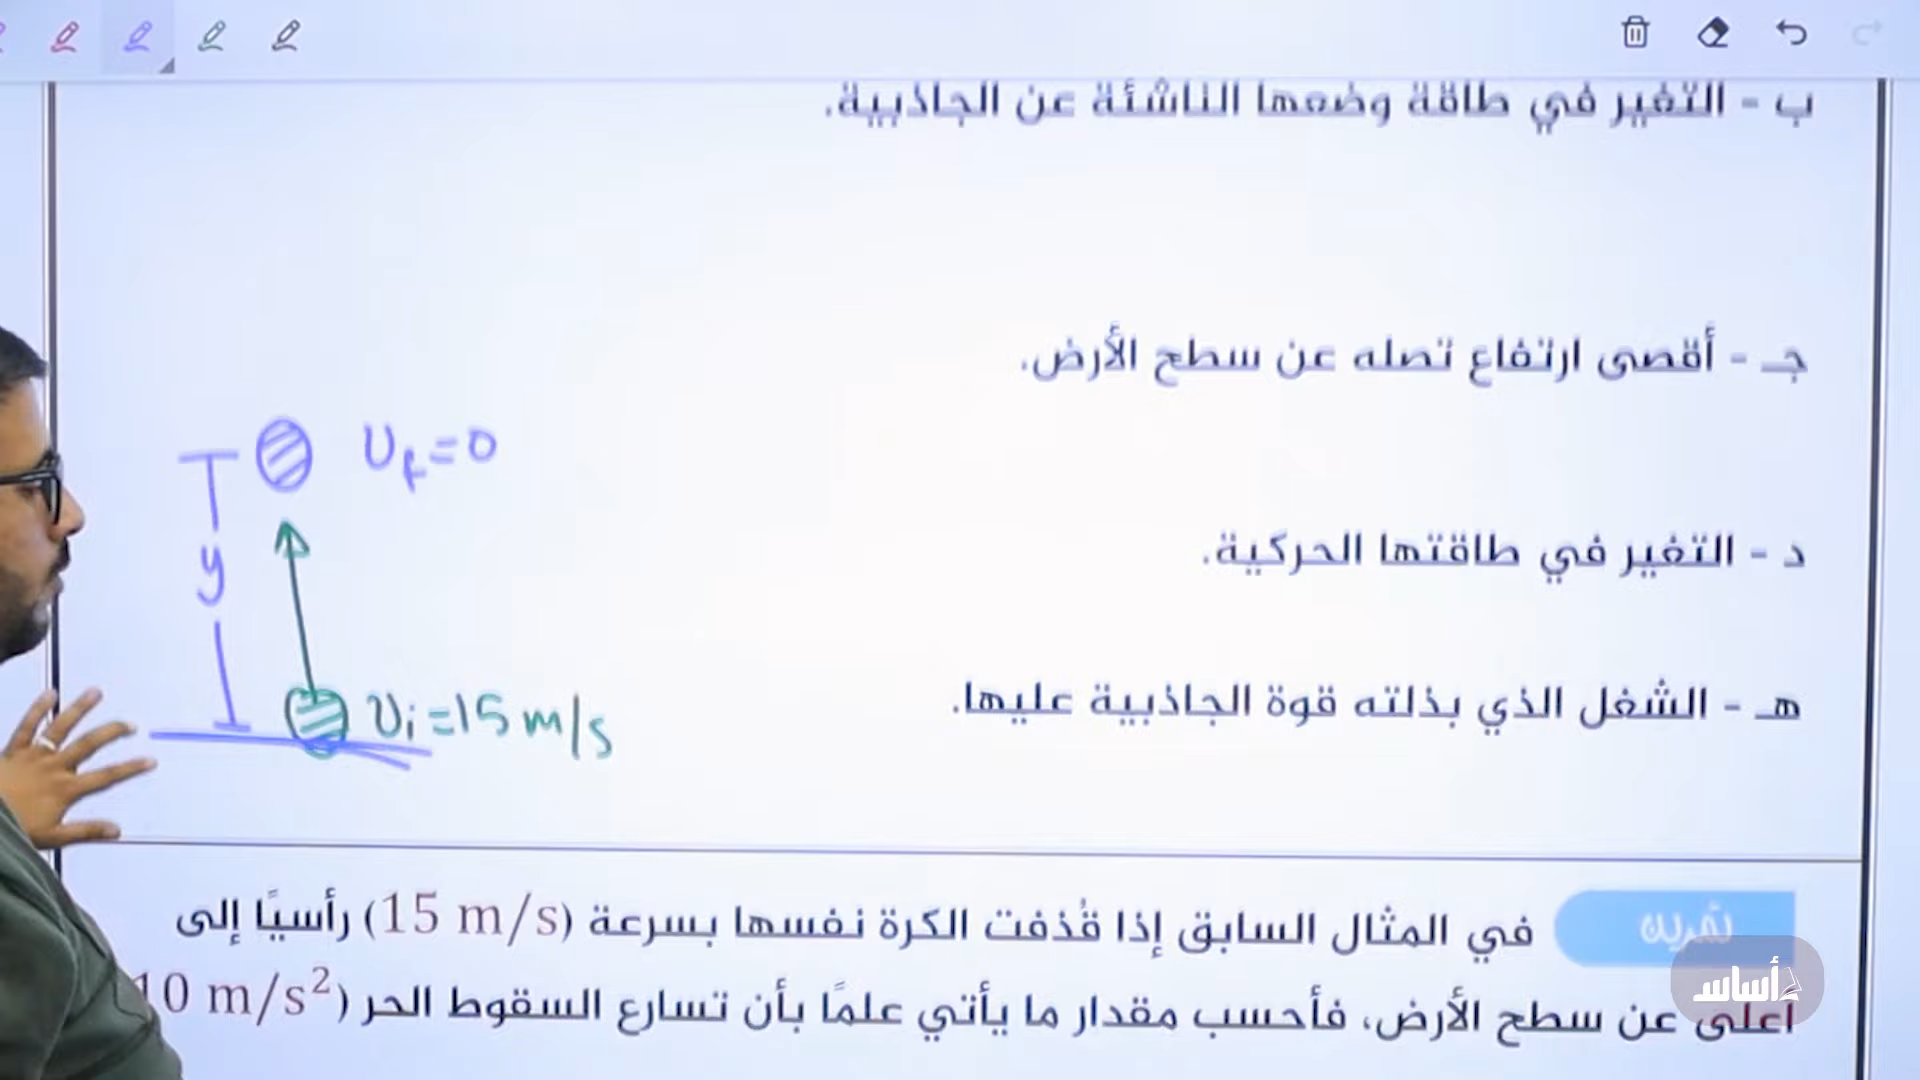 ب - التغير في طاقة وضعها الناشئة عن الجاذبية.
جـ - أقصى ارتفاع تصله عن سطح الأرض.
υf=0
y
د - التغير في طاقتها الحركية.
هـ - الشغل الذي بذلته قوة الجاذبية عليها.
υi=15 m/s
تمرين
في المثال السابق إذا قُذفت الكرة نفسها بسرعة (15 m/s) رأسيًا إلى
أعلى عن سطح الأرض، فأحسب مقدار ما يأتي علمًا بأن تسارع السقوط الحر (10 m/s²
أساس